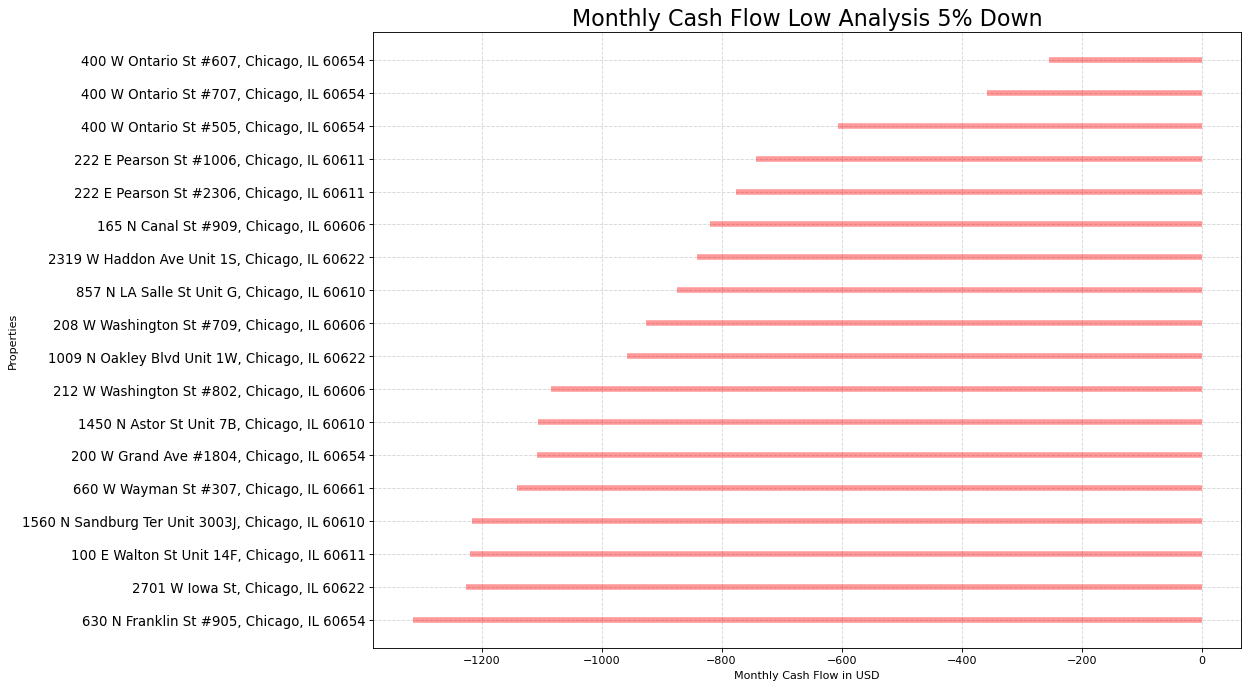 Monthly Cash Flow Low Analysis 5% Down
400 W Ontario St #607, Chicago, IL 60654
400 W Ontario St #707, Chicago, IL 60654
400 W Ontario St #505, Chicago, IL 60654
222 E Pearson St #1006, Chicago, IL 60611
222 E Pearson St #2306, Chicago, IL 60611
165 N Canal St #909, Chicago, IL 60606
2319 W Haddon Ave Unit 1S, Chicago, IL 60622
857 N LA Salle St Unit G, Chicago, IL 60610
208 W Washington St #709, Chicago, IL 60606
1009 N Oakley Blvd Unit 1W, Chicago, IL 60622
212 W Washington St #802, Chicago, IL 60606
1450 N Astor St Unit 7B, Chicago, IL 60610
200 W Grand Ave #1804, Chicago, IL 60654
660 W Wayman St #307, Chicago, IL 60661
1560 N Sandburg Ter Unit 3003J, Chicago, IL 60610
100 E Walton St Unit 14F, Chicago, IL 60611
2701 W Iowa St, Chicago, IL 60622
630 N Franklin St #905, Chicago, IL 60654
Properties
−1200 −1000 −800 −600 −400 −200 0
Monthly Cash Flow in USD